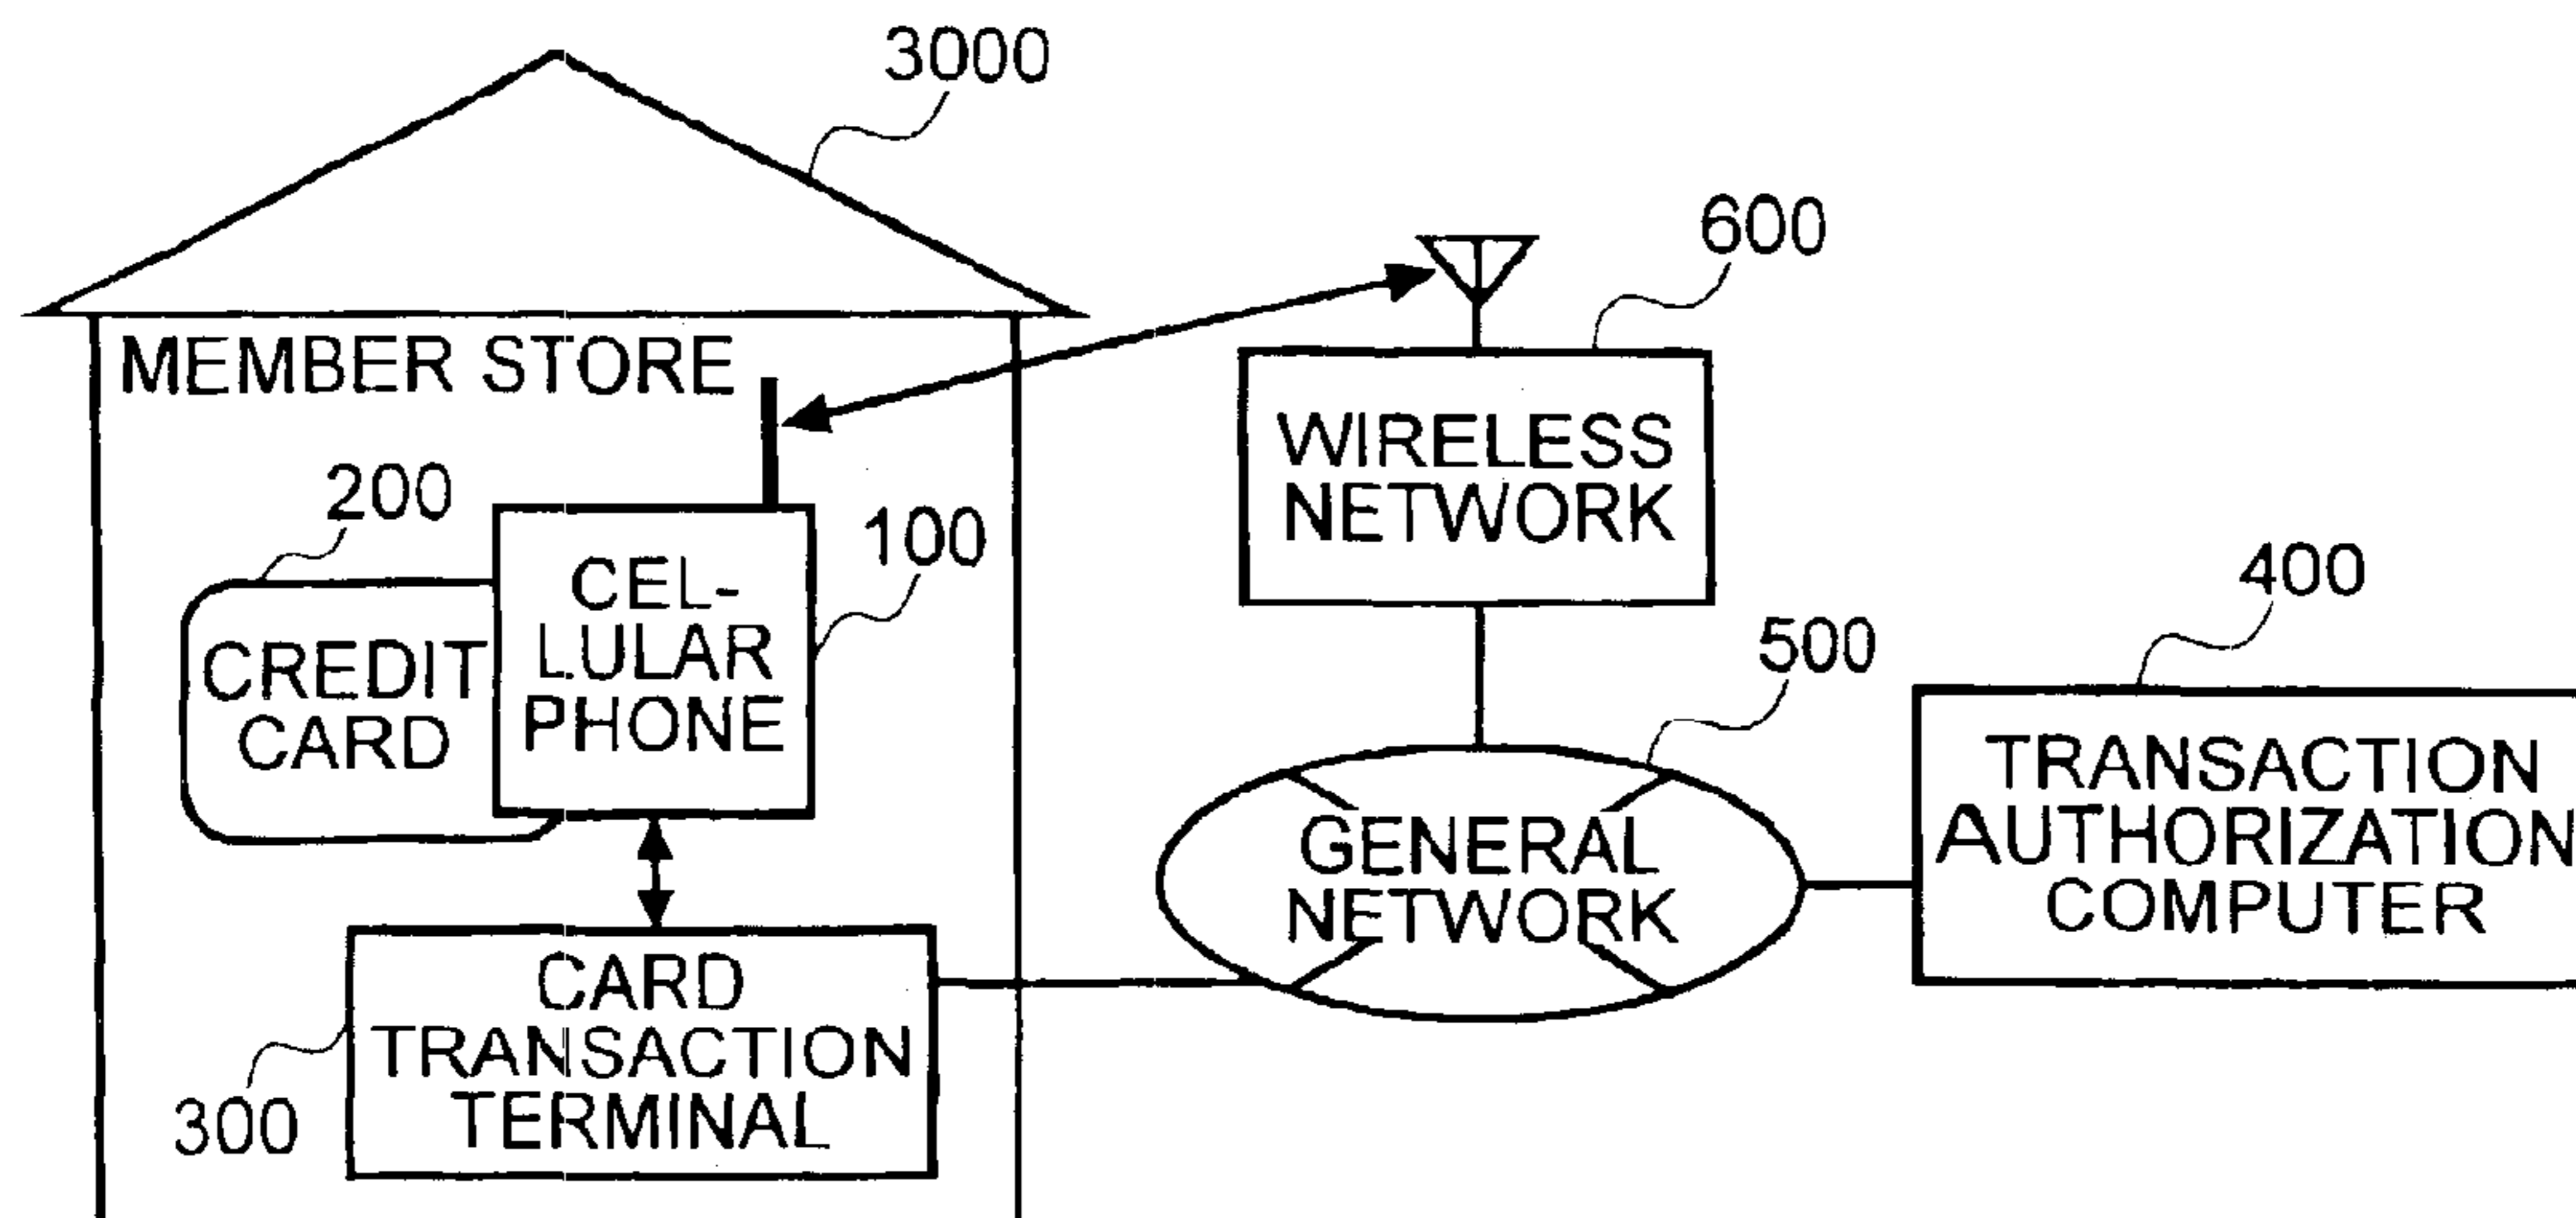 3000
MEMBER STORE
600
WIRELESS
NETWORK
200
100
CEL-
LULAR
PHONE
CREDIT
CARD
400
500
TRANSACTION
AUTHORIZATION
COMPUTER
GENERAL
NETWORK
CARD
TRANSACTION
TERMINAL
300